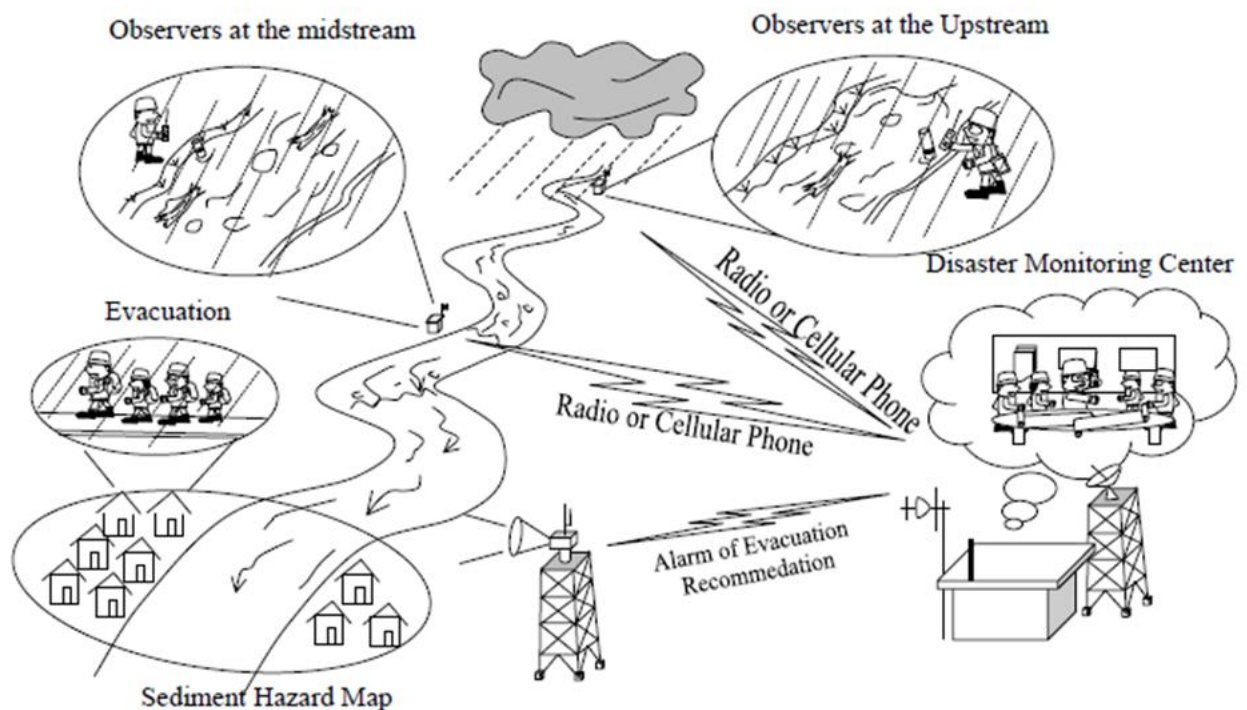 Observers at the midstream
Observers at the Upstream
Radio or Cellular Phone
Disaster Monitoring Center
Evacuation
Radio or Cellular Phone
Alarm of Evacuation
Recommedation
Sediment Hazard Map